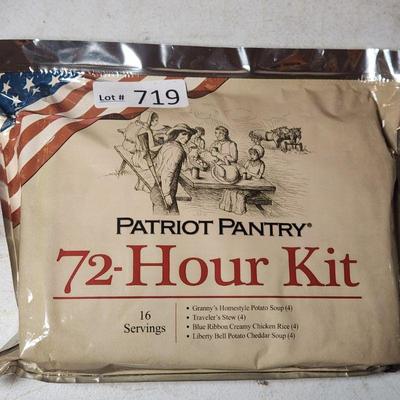 Lot # 719
PATRIOT PANTRY®
72-Hour Kit
16
Servings
• Granny's Homestyle Potato Soup (4)
• Traveler's Stew (4)
• Blue Ribbon Creamy Chicken Rice (4)
• Liberty Bell Potato Cheddar Soup (4)